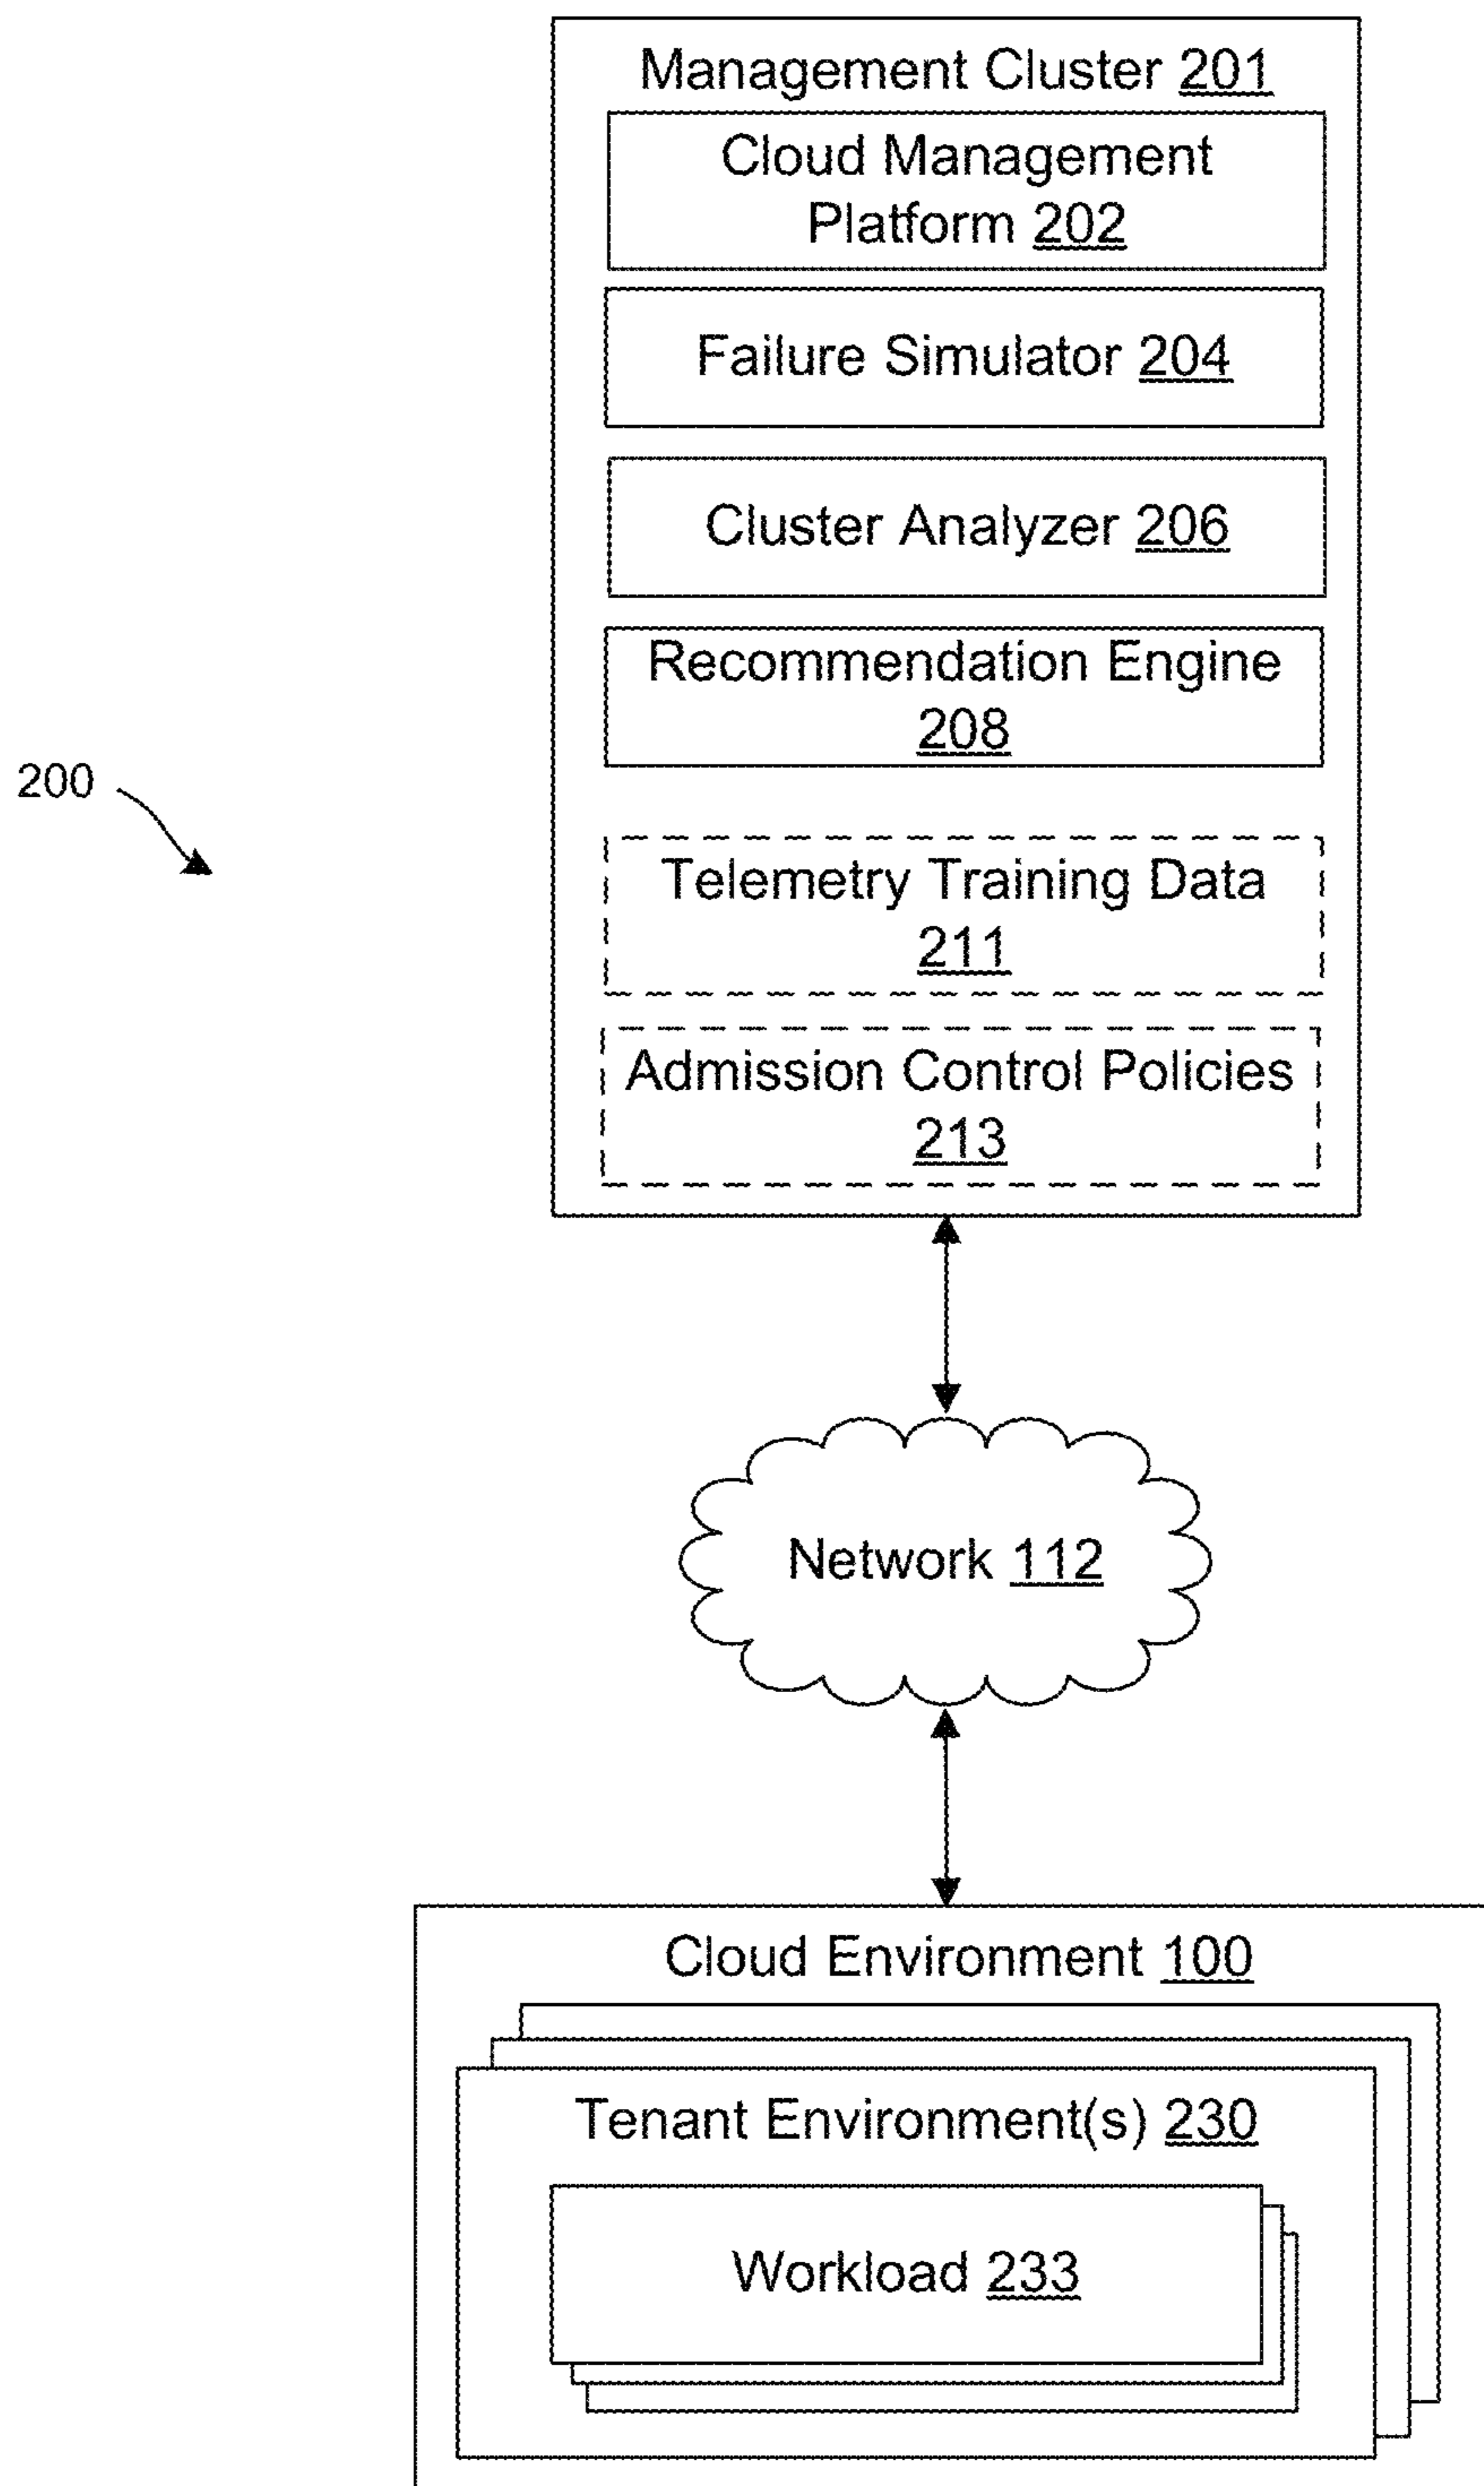 Management Cluster 201
Cloud Management
Platform 202
Failure Simulator 204
Cluster Analyzer 206
Recommendation Engine
208
200
Telemetry Training Data
211
Admission Control Policies
213
Network 112
Cloud Environment 100
Tenant Environment(s) 230
Workload 233